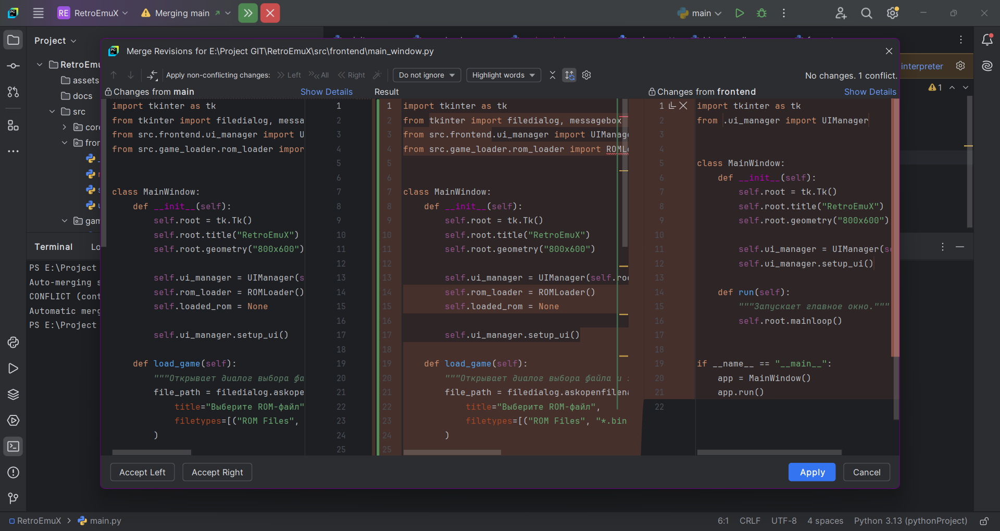 RE RetroEmuX Merging main main
Project
Merge Revisions for E:\Project GIT\RetroEmuX\src\frontend\main_window.py
Apply non-conflicting changes: Left All Right Do not ignore Highlight words No changes. 1 conflict.
interpreter
1
RetroEmu
assets
docs
src
core
fron
gam
Changes from main Show Details
import tkinter as tk 1
from tkinter import filedialog, messa 2
from src.frontend.ui_manager import U 3
from src.game_loader.rom_loader impor 4
5
6
class MainWindow: 7
def __init__(self): 8
self.root = tk.Tk() 9
self.root.title("RetroEmuX") 10
self.root.geometry("800x600") 11
12
self.ui_manager = UIManager(s 13
self.rom_loader = ROMLoader() 14
self.loaded_rom = None 15
16
self.ui_manager.setup_ui() 17
18
def load_game(self): 19
"""Открывает диалог выбора фа 20
file_path = filedialog.askope 21
title="Выберите ROM-файл" 22
filetypes=[("ROM Files", 23
) 24
25
Result
1 import tkinter as tk
2 from tkinter import filedialog, messagebox
3 from src.frontend.ui_manager import UIManag
4 from src.game_loader.rom_loader import ROML
5
6
7 class MainWindow:
8 def __init__(self):
9 self.root = tk.Tk()
10 self.root.title("RetroEmuX")
11 self.root.geometry("800x600")
12
13 self.ui_manager = UIManager(self.ro
14 self.rom_loader = ROMLoader()
15 self.loaded_rom = None
16
17 self.ui_manager.setup_ui()
18
19 def load_game(self):
20 """Открывает диалог выбора файла и
21 file_path = filedialog.askopenfilen
22 title="Выберите ROM-файл",
23 filetypes=[("ROM Files", "*.bin
24 )
25
Changes from frontend Show Details
1 import tkinter as tk
2 from .ui_manager import UIManager
3
4
5 class MainWindow:
6 def __init__(self):
7 self.root = tk.Tk()
8 self.root.title("RetroEmuX")
9 self.root.geometry("800x600")
10
11 self.ui_manager = UIManager(s
12 self.ui_manager.setup_ui()
13
14 def run(self):
15 """Запускает главное окно."""
16 self.root.mainloop()
17
18
19 if __name__ == "__main__":
20 app = MainWindow()
21 app.run()
22
Terminal Lo
PS E:\Project
Auto-merging s
CONFLICT (cont
Automatic merg
PS E:\Project
Accept Left Accept Right Apply Cancel
RetroEmuX main.py 6:1 CRLF UTF-8 4 spaces Python 3.13 (pythonProject)